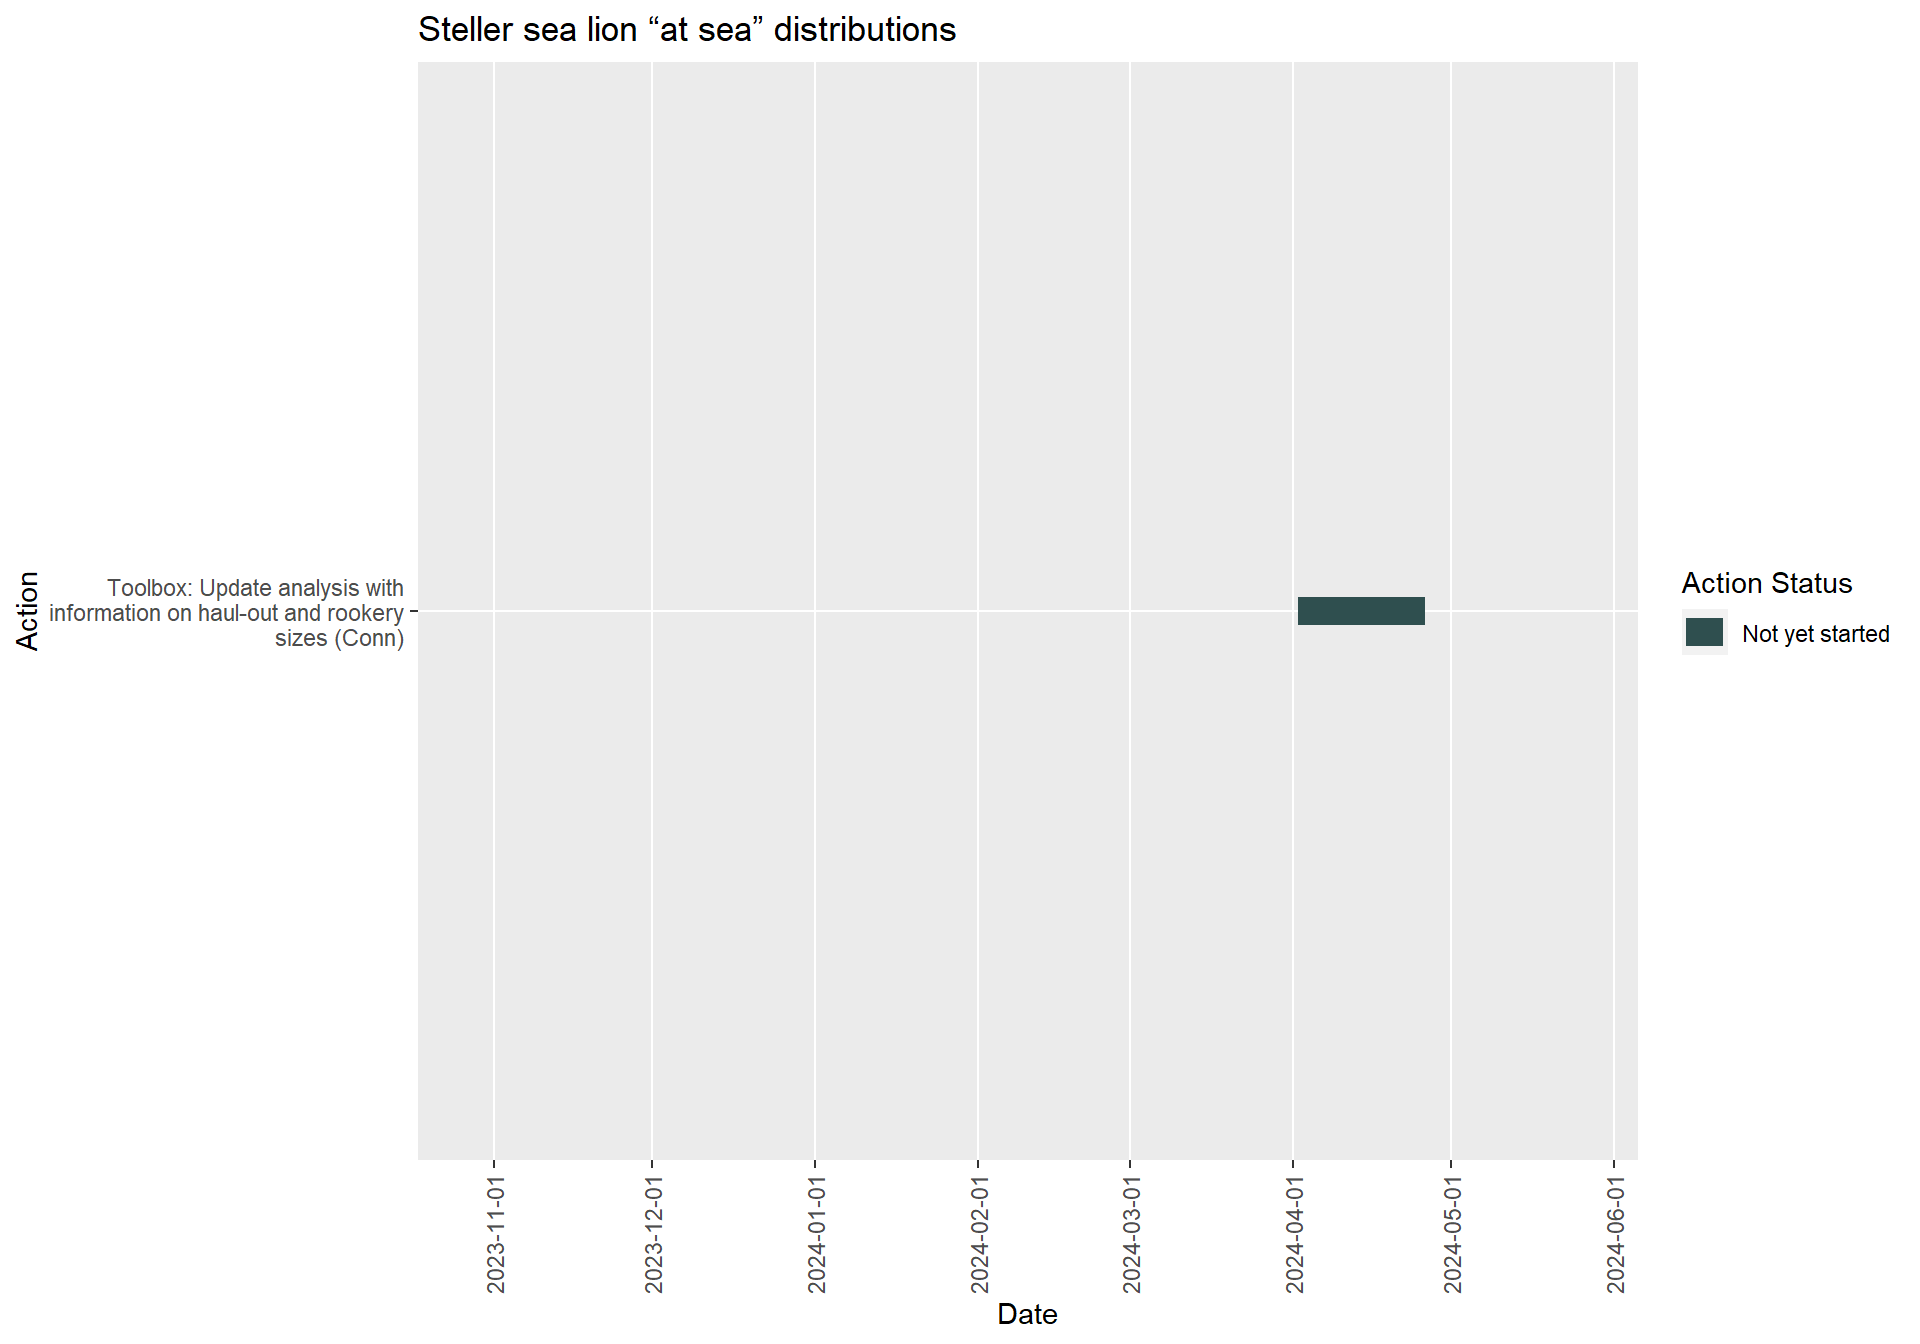 Steller sea lion “at sea” distributions
Action
Toolbox: Update analysis with
information on haul-out and rookery
sizes (Conn)
Action Status
Not yet started
2023-11-01
2023-12-01
2024-01-01
2024-02-01
2024-03-01
2024-04-01
2024-05-01
2024-06-01
Date